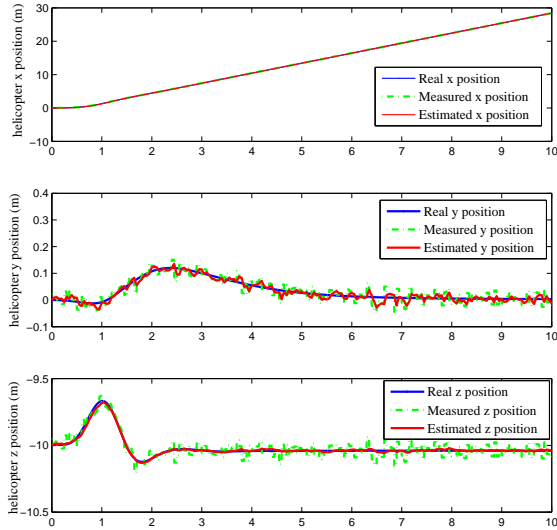 30
20
10
0
−10
helicopter x position (m)
Real x position
Measured x position
Estimated x position
0 1 2 3 4 5 6 7 8 9 10
0.4
0.3
0.2
0.1
0
−0.1
helicopter y position (m)
Real y position
Measured y position
Estimated y position
0 1 2 3 4 5 6 7 8 9 10
−9.5
−10
−10.5
helicopter z position (m)
Real z position
Measured z position
Estimated z position
0 1 2 3 4 5 6 7 8 9 10